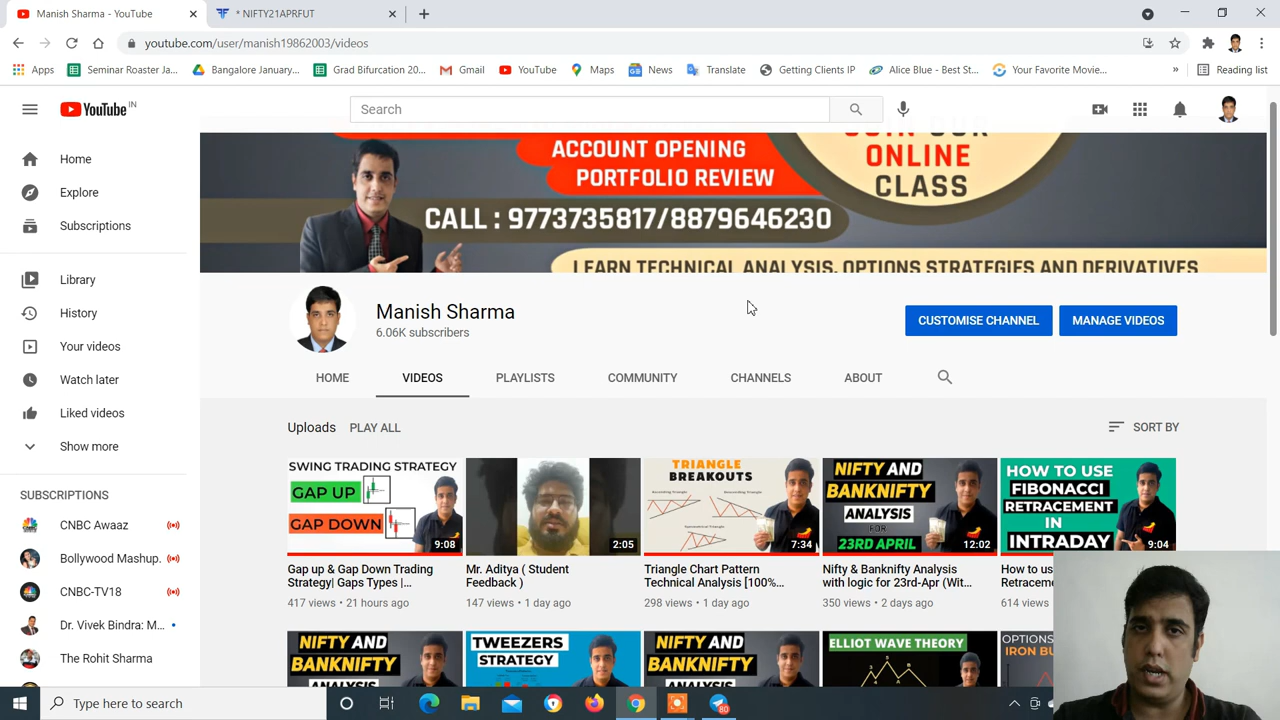 Manish Sharma - YouTube
* NIFTY21APRFUT
youtube.com/user/manish19862003/videos
Apps
Seminar Roaster Ja...
Bangalore January...
Grad Bifurcation 20...
Gmail
YouTube
Maps
News
Translate
Getting Clients IP
Alice Blue - Best St...
Your Favorite Movie...
»
Reading list
YouTube IN
Search
Home
Explore
Subscriptions
Library
History
Your videos
Watch later
Liked videos
Show more
SUBSCRIPTIONS
CNBC Awaaz
Bollywood Mashup.
CNBC-TV18
Dr. Vivek Bindra: M...
The Rohit Sharma
ACCOUNT OPENING
PORTFOLIO REVIEW
CALL : 9773735817/8879646230
JOIN OUR
ONLINE
CLASS
LEARN TECHNICAL ANALYSIS, OPTIONS STRATEGIES AND DERIVATIVES
Manish Sharma
6.06K subscribers
CUSTOMISE CHANNEL
MANAGE VIDEOS
HOME
VIDEOS
PLAYLISTS
COMMUNITY
CHANNELS
ABOUT
Uploads
PLAY ALL
SORT BY
SWING TRADING STRATEGY
GAP UP
GAP DOWN
9:08
Gap up & Gap Down Trading
Strategy| Gaps Types |...
417 views • 21 hours ago
2:05
Mr. Aditya ( Student
Feedback )
147 views • 1 day ago
TRIANGLE
BREAKOUTS
7:34
Triangle Chart Pattern
Technical Analysis [100%...
298 views • 1 day ago
NIFTY AND
BANKNIFTY
ANALYSIS
FOR
23RD APRIL
12:02
Nifty & Banknifty Analysis
with logic for 23rd-Apr (Wit...
350 views • 2 days ago
HOW TO USE
FIBONACCI
RETRACEMENT
IN
INTRADAY
9:04
How to us
Retraceme
614 views
NIFTY AND
BANKNIFTY
ANALYSIS
TWEEZERS
STRATEGY
NIFTY AND
BANKNIFTY
ANALYSIS
ELLIOT WAVE THEORY
OPTIONS
IRON BU
Type here to search
80